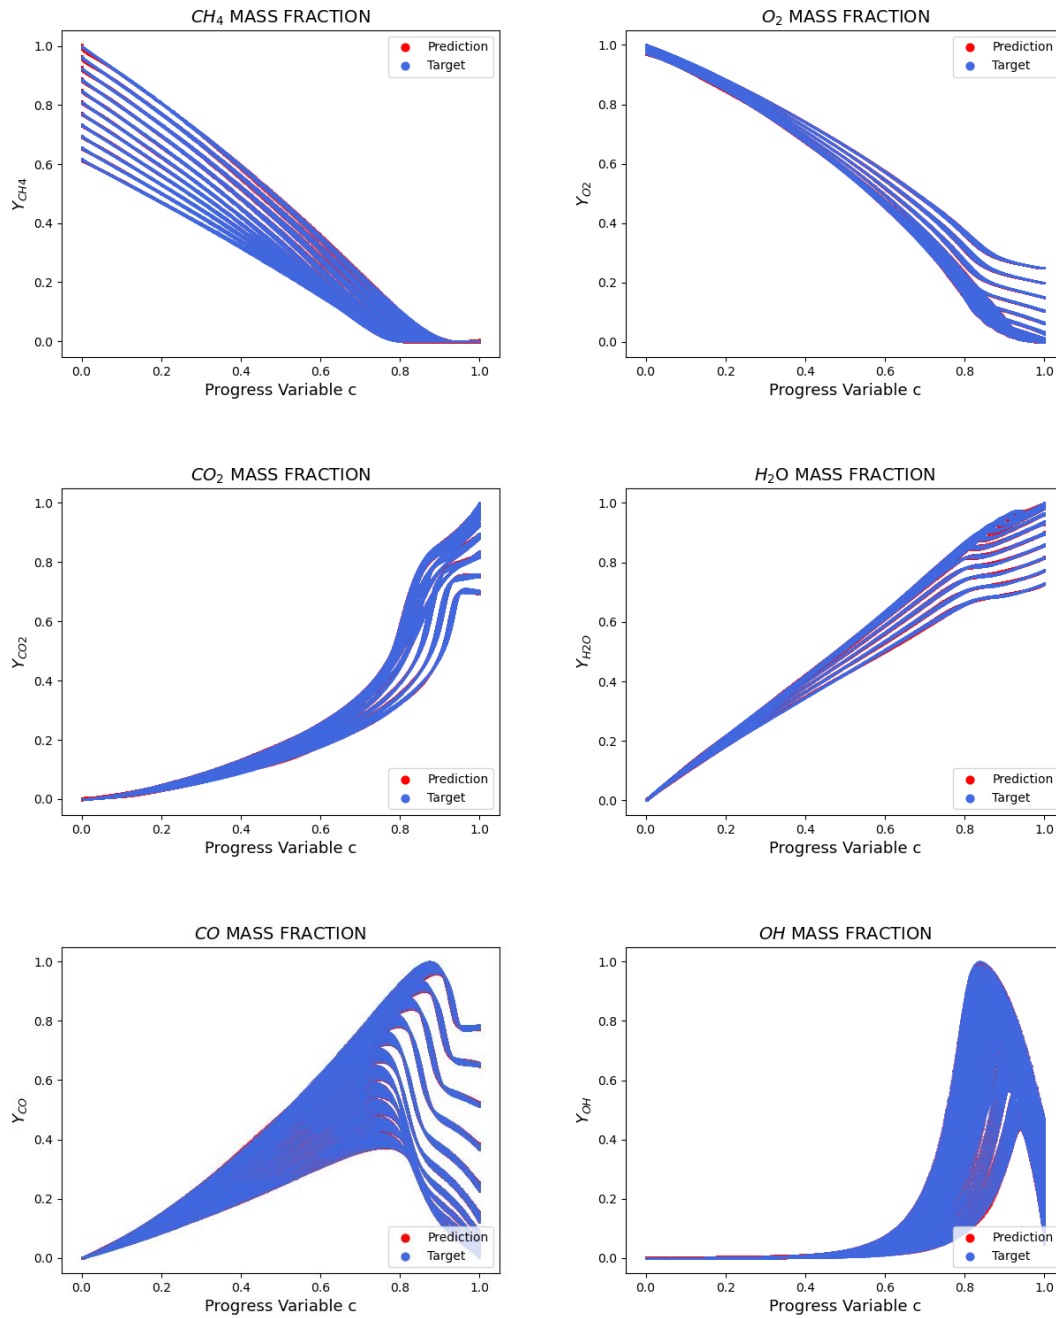 CH4 MASS FRACTION
1.0
0.8
0.6
0.4
0.2
0.0
YCH4
Prediction
Target
0.0 0.2 0.4 0.6 0.8 1.0
Progress Variable c
O2 MASS FRACTION
1.0
0.8
0.6
0.4
0.2
0.0
YO2
Prediction
Target
0.0 0.2 0.4 0.6 0.8 1.0
Progress Variable c
CO2 MASS FRACTION
1.0
0.8
0.6
0.4
0.2
0.0
YCO2
Prediction
Target
0.0 0.2 0.4 0.6 0.8 1.0
Progress Variable c
H2O MASS FRACTION
1.0
0.8
0.6
0.4
0.2
0.0
YH2O
Prediction
Target
0.0 0.2 0.4 0.6 0.8 1.0
Progress Variable c
CO MASS FRACTION
1.0
0.8
0.6
0.4
0.2
0.0
YCO
Prediction
Target
0.0 0.2 0.4 0.6 0.8 1.0
Progress Variable c
OH MASS FRACTION
1.0
0.8
0.6
0.4
0.2
0.0
YOH
Prediction
Target
0.0 0.2 0.4 0.6 0.8 1.0
Progress Variable c